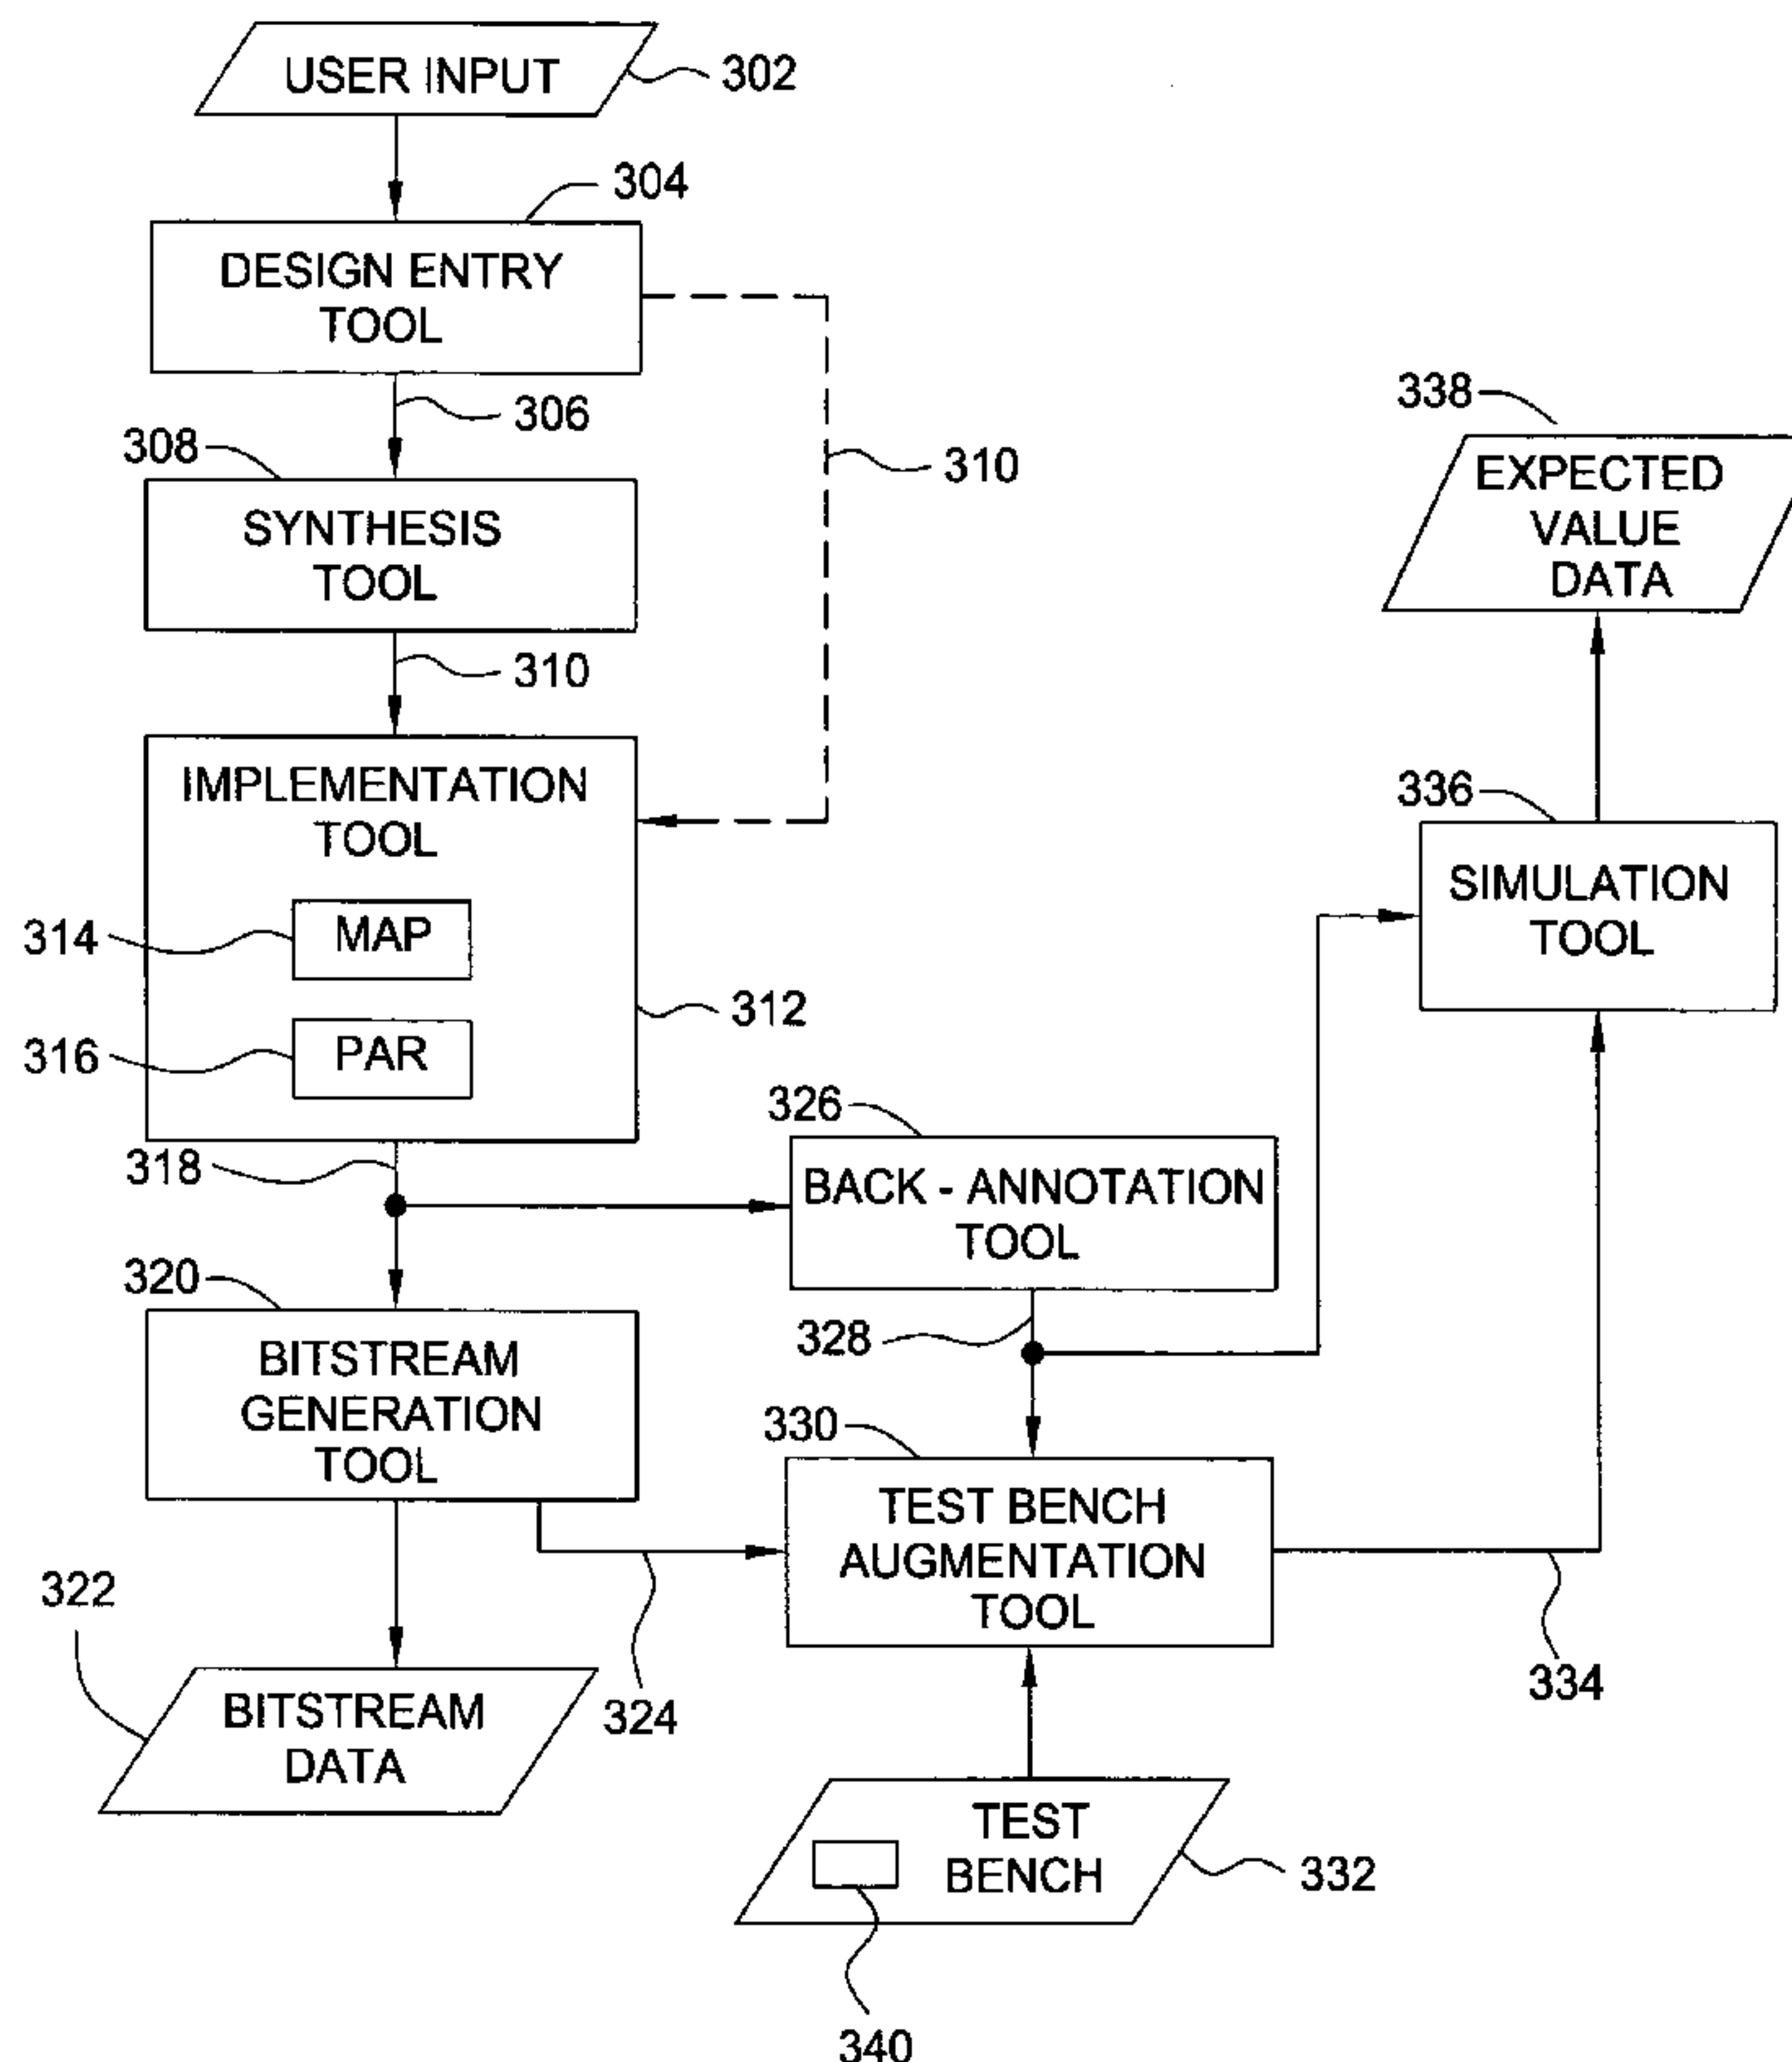 USER INPUT
302
304
DESIGN ENTRY
TOOL
306
308
310
SYNTHESIS
TOOL
310
IMPLEMENTATION
TOOL
314
MAP
312
316
PAR
318
326
BACK - ANNOTATION
TOOL
328
320
BITSTREAM
GENERATION
TOOL
330
TEST BENCH
AUGMENTATION
TOOL
322
BITSTREAM
DATA
324
334
TEST
BENCH
332
340
338
EXPECTED
VALUE
DATA
336
SIMULATION
TOOL